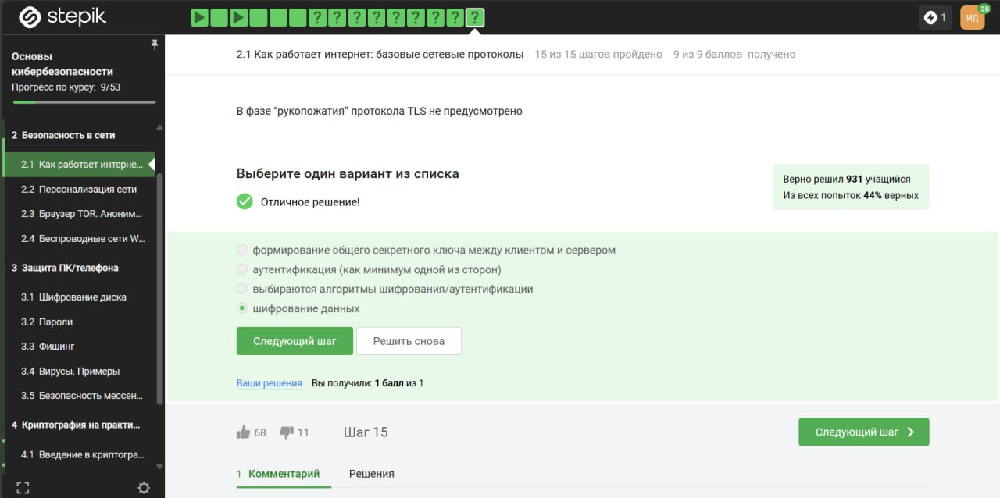 stepik
? ? ? ? ? ? ? ? ?
1
ИД
35
Основы
кибербезопасности
Прогресс по курсу: 9/53
2 Безопасность в сети
2.1 Как работает интерне...
2.2 Персонализация сети
2.3 Браузер TOR. Аноним...
2.4 Беспроводные сети W...
3 Защита ПК/телефона
3.1 Шифрование диска
3.2 Пароли
3.3 Фишинг
3.4 Вирусы. Примеры
3.5 Безопасность мессен...
4 Криптография на практи...
4.1 Введение в криптогра...
2.1 Как работает интернет: базовые сетевые протоколы 15 из 15 шагов пройдено 9 из 9 баллов получено
В фазе “рукопожатия” протокола TLS не предусмотрено
Выберите один вариант из списка
Отличное решение!
Верно решил 931 учащийся
Из всех попыток 44% верных
формирование общего секретного ключа между клиентом и сервером
аутентификация (как минимум одной из сторон)
выбираются алгоритмы шифрования/аутентификации
шифрование данных
Следующий шаг Решить снова
Ваши решения Вы получили: 1 балл из 1
68 11 Шаг 15
Следующий шаг
1 Комментарий Решения